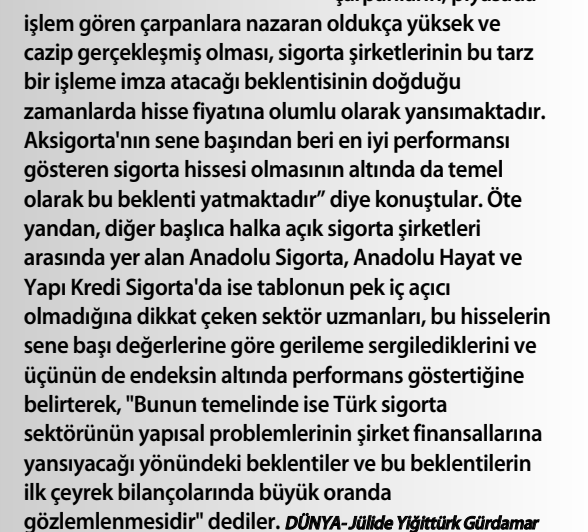 çarpanların, piyasada
işlem gören çarpanlara nazaran oldukça yüksek ve
cazip gerçekleşmiş olması, sigorta şirketlerinin bu tarz
bir işleme imza atacağı beklentisinin doğduğu
zamanlarda hisse fiyatına olumlu olarak yansımaktadır.
Aksigorta'nın sene başından beri en iyi performansı
gösteren sigorta hissesi olmasının altında da temel
olarak bu beklenti yatmaktadır” diye konuştular. Öte
yandan, diğer başlıca halka açık sigorta şirketleri
arasında yer alan Anadolu Sigorta, Anadolu Hayat ve
Yapı Kredi Sigorta'da ise tablonun pek iç açıcı
olmadığına dikkat çeken sektör uzmanları, bu hisselerin
sene başı değerlerine göre gerileme sergilediklerini ve
üçünün de endeksin altında performans göstertiğine
belirterek, "Bunun temelinde ise Türk sigorta
sektörünün yapısal problemlerinin şirket finansallarına
yansıyacağı yönündeki beklentiler ve bu beklentilerin
ilk çeyrek bilançolarında büyük oranda
gözlemlenmesidir" dediler. DÜNYA- Jülide Yiğittürk Gürdamar